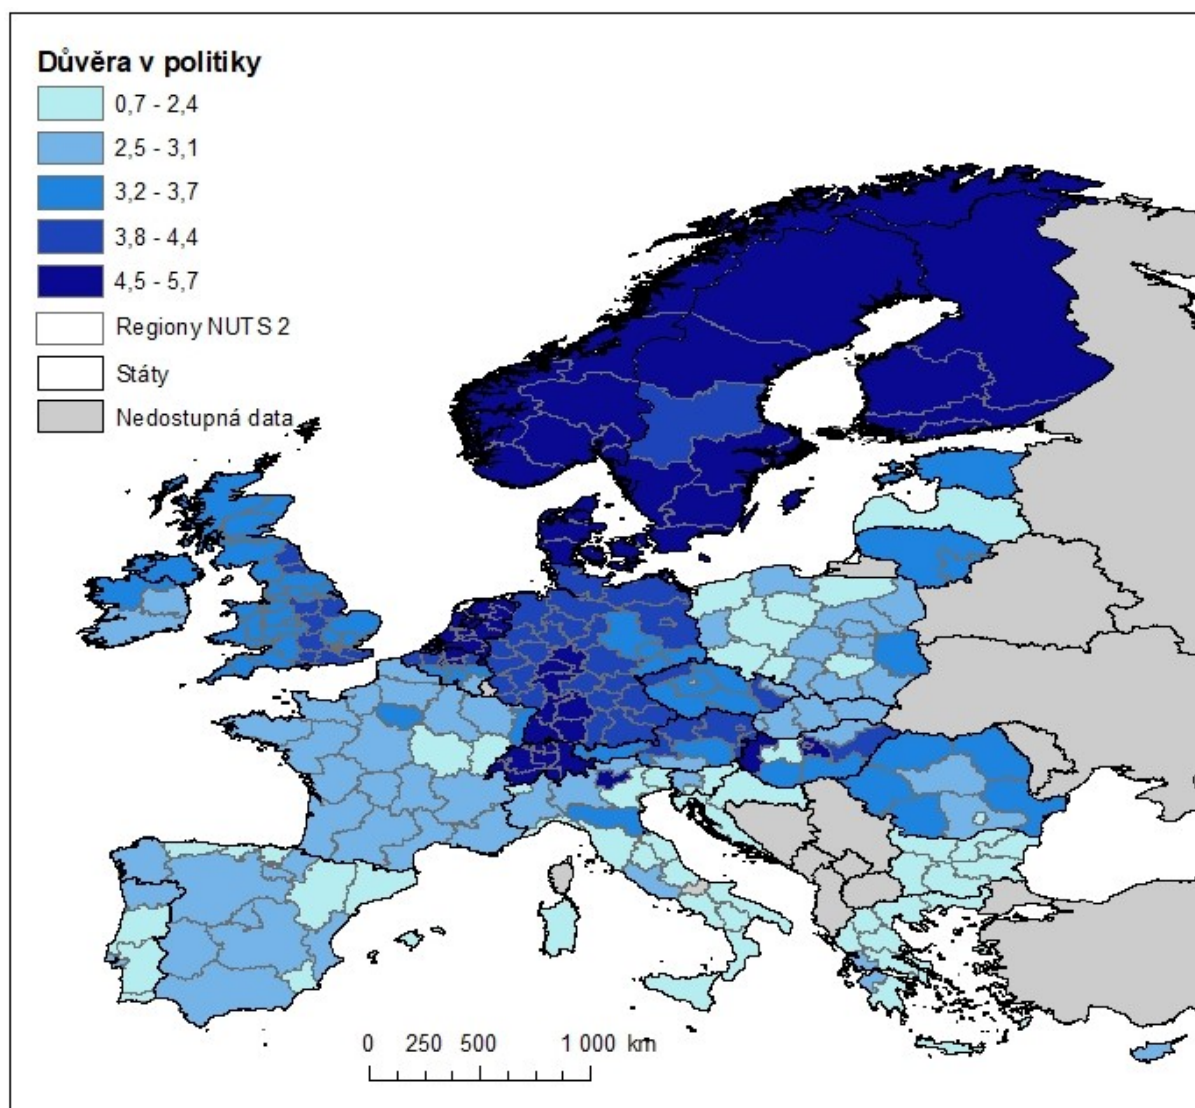 Důvěra v politiky
0,7 - 2,4
2,5 - 3,1
3,2 - 3,7
3,8 - 4,4
4,5 - 5,7
Regiony NUTS 2
Státy
Nedostupná data
0 250 500 1 000 km